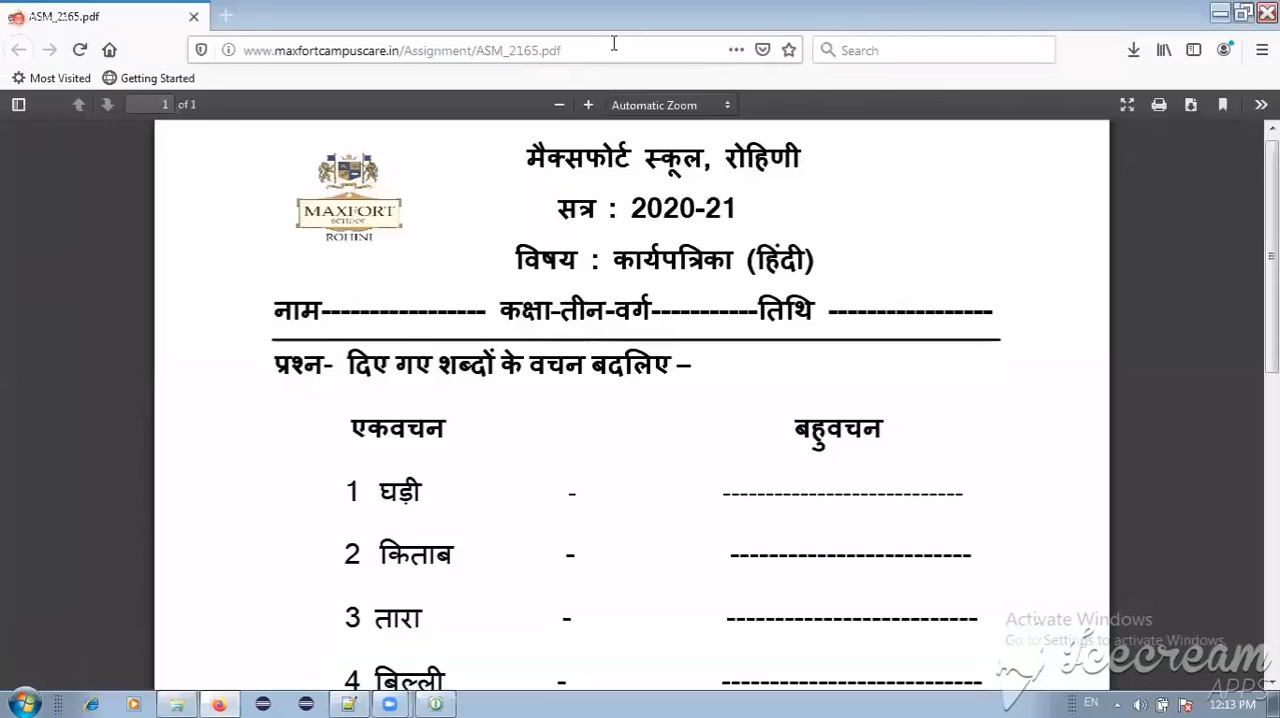 ASM_2165.pdf
www.maxfortcampuscare.in/Assignment/ASM_2165.pdf
Search
Most Visited
Getting Started
1 of 1
Automatic Zoom
MAXFORT
SCHOOL
ROHINI
मैक्सफोर्ट स्कूल, रोहिणी
सत्र : 2020-21
विषय : कार्यपत्रिका (हिंदी)
नाम----------------- कक्षा-तीन-वर्ग-----------तिथि -----------------
प्रश्न- दिए गए शब्दों के वचन बदलिए –
एकवचन बहुवचन
1 घड़ी - ----------------------------
2 किताब - -------------------------
3 तारा - --------------------------
4 बिल्ली - ---------------------------
Activate Windows
Go to Settings to activate Windows.
Icecream
APPS
EN
12:13 PM